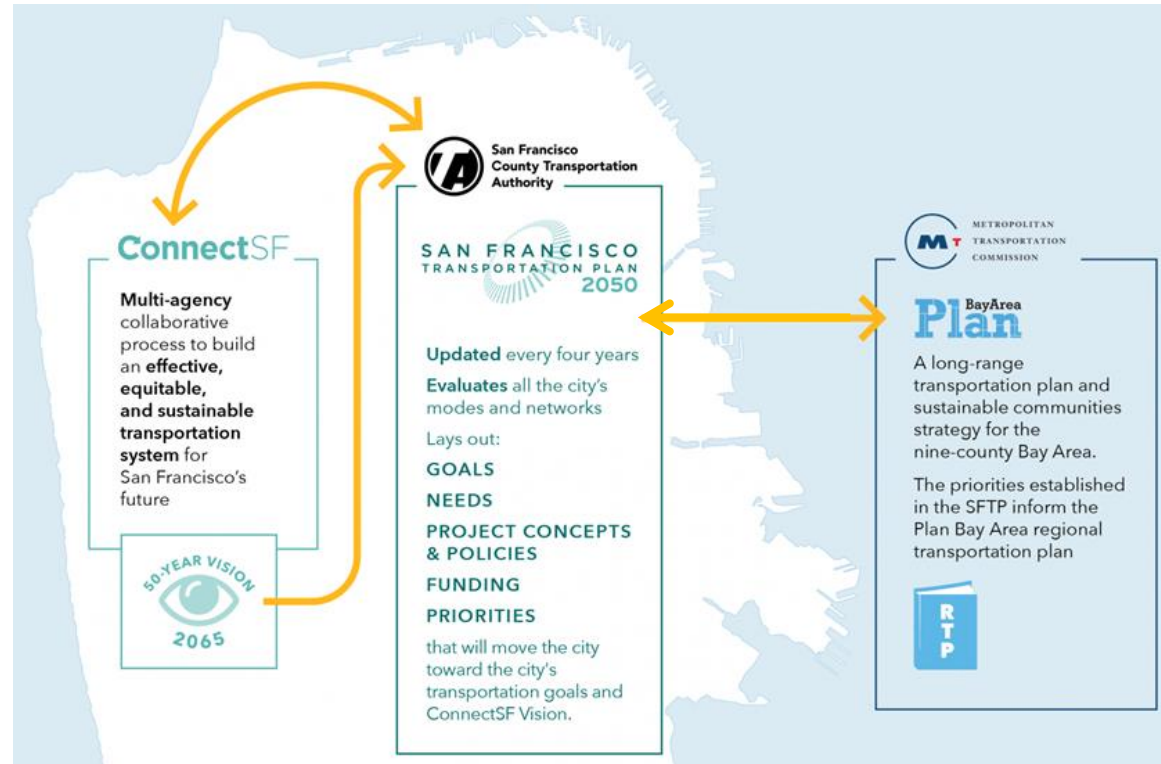 ConnectSF
Multi-agency
collaborative
process to build
an effective,
equitable,
and sustainable
transportation
system for
San Francisco's
future
50-YEAR VISION
2065
TA
San Francisco
County Transportation
Authority
SAN FRANCISCO
TRANSPORTATION PLAN
2050
Updated every four years
Evaluates all the city's
modes and networks
Lays out:
GOALS
NEEDS
PROJECT CONCEPTS
& POLICIES
FUNDING
PRIORITIES
that will move the city
toward the city's
transportation goals and
ConnectSF Vision.
MT
METROPOLITAN
TRANSPORTATION
COMMISSION
BayArea
Plan
A long-range
transportation plan and
sustainable communities
strategy for the
nine-county Bay Area.
The priorities established
in the SFTP inform the
Plan Bay Area regional
transportation plan
R
T
P